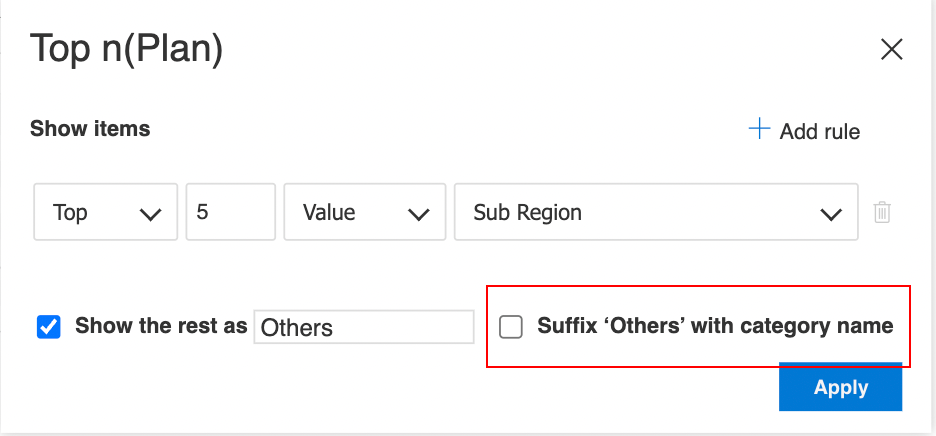 Top n(Plan)
Show items
Add rule
Top 5 Value Sub Region
Show the rest as Others Suffix ‘Others’ with category name
Apply